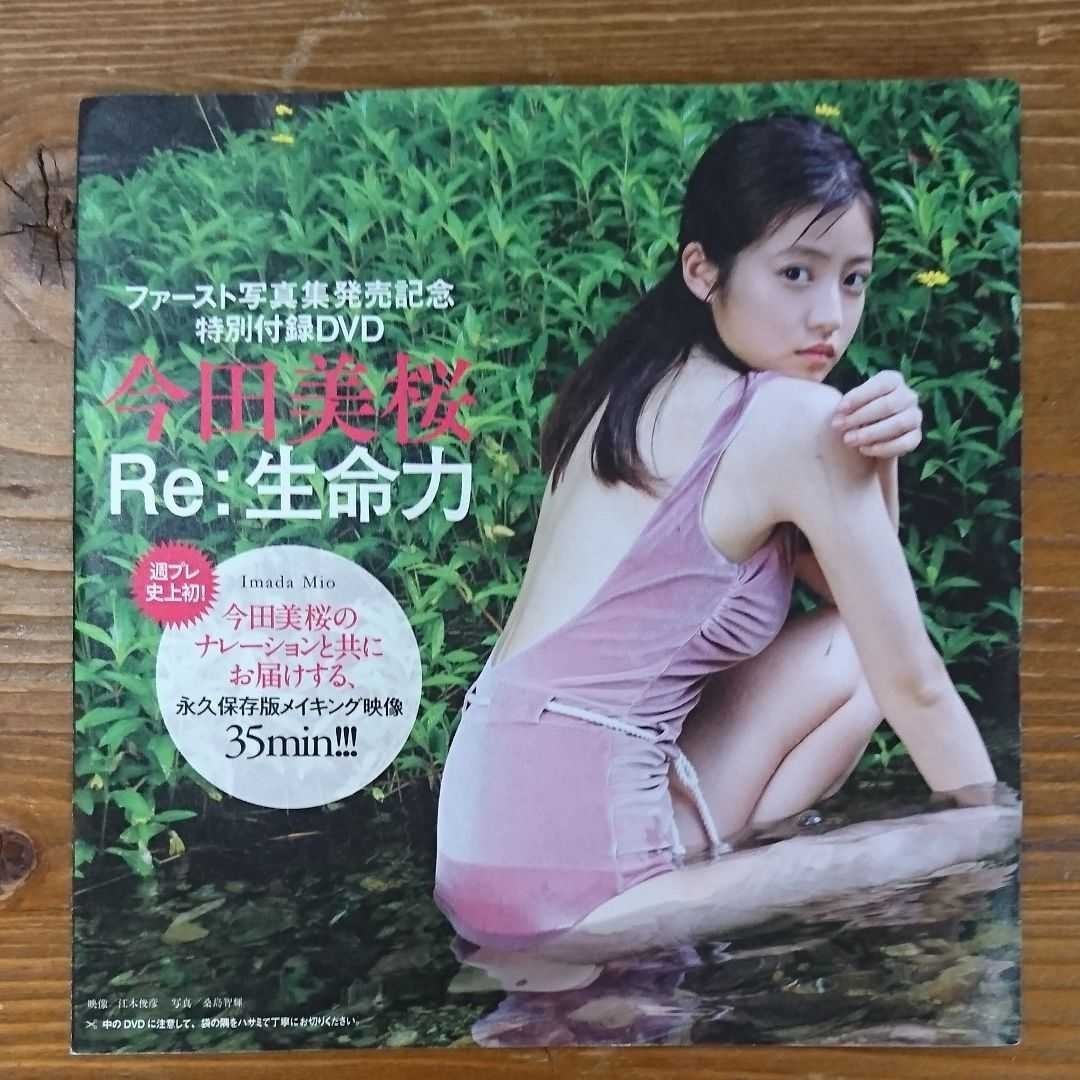 ファースト写真集発売記念
特別付録DVD
今田美桜
Re:生命力
週プレ
史上初!
Imada Mio
今田美桜の
ナレーションと共に
お届けする、
永久保存版メイキング映像
35min!!!
映像/江本俊彦 写真/桑島智輝
中のDVDに注意して、袋の隅をハサミで丁寧にお切りください。